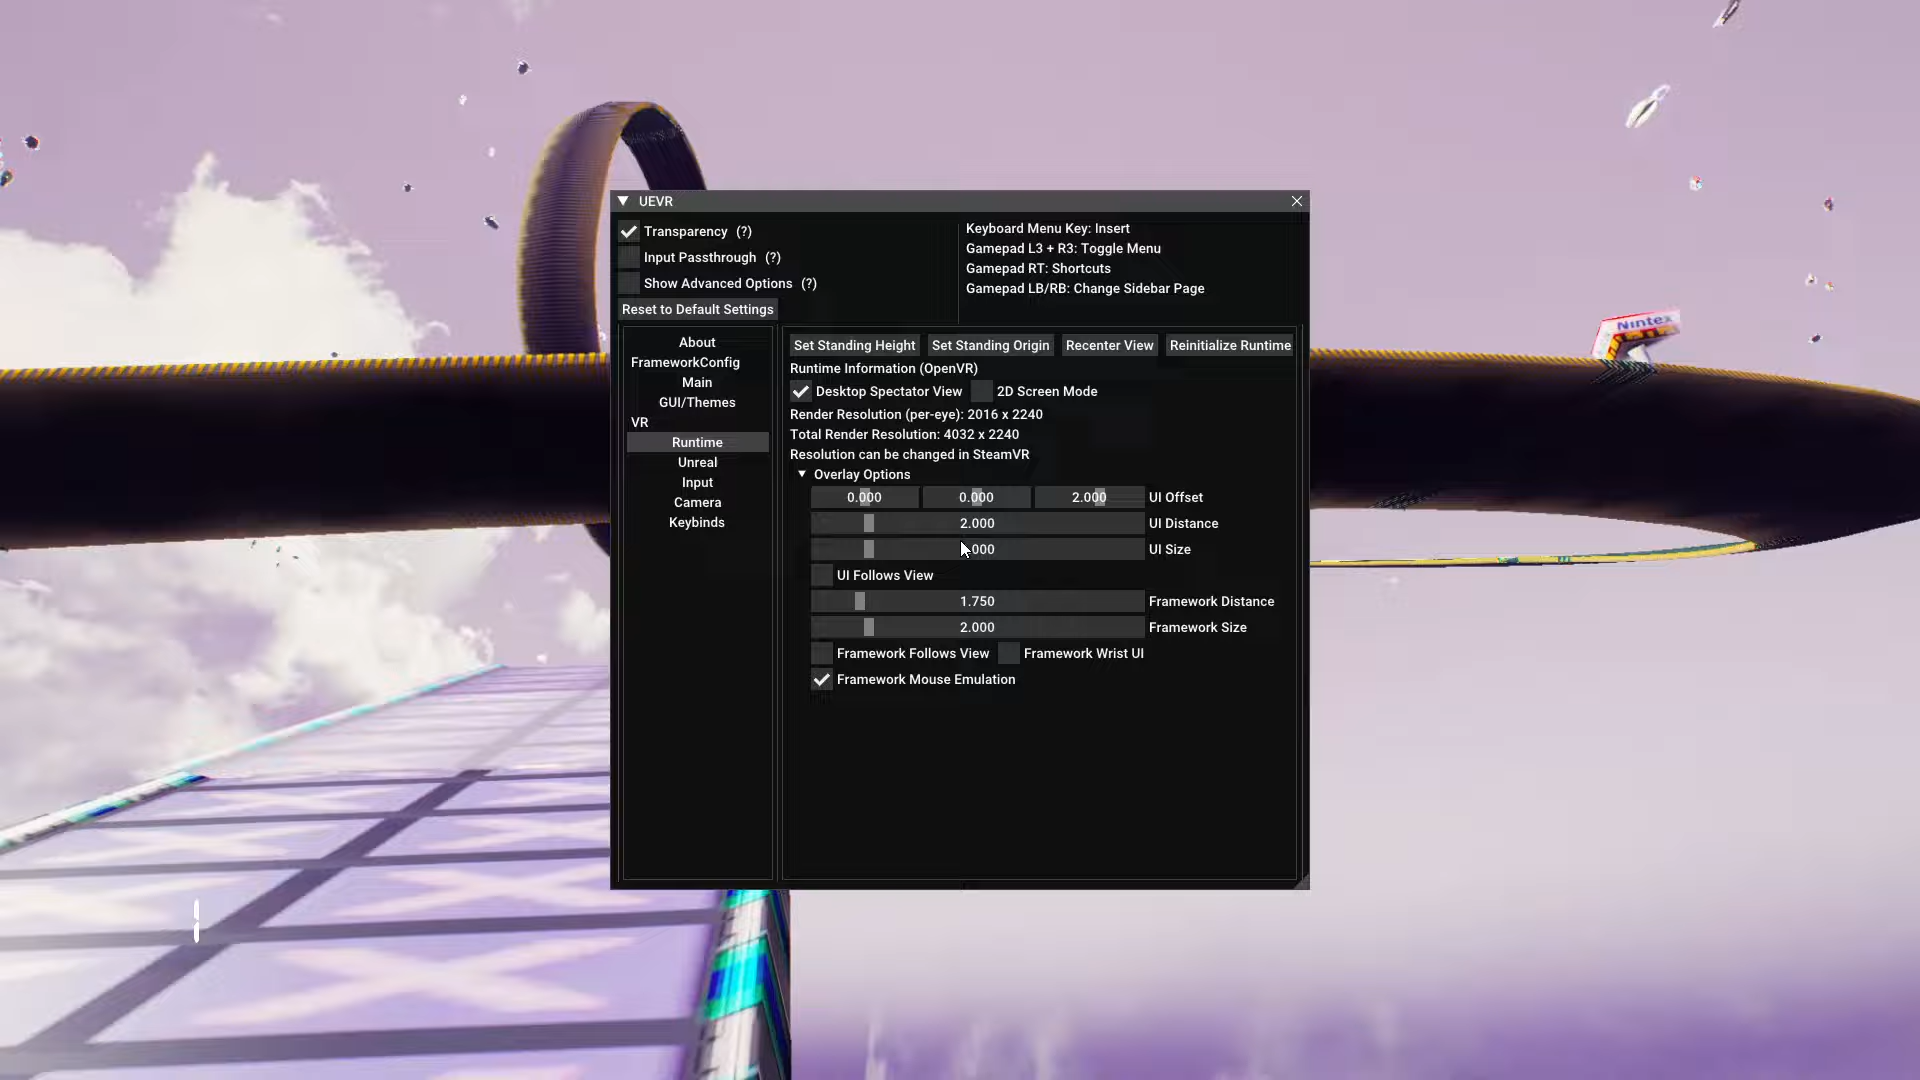 UEVR
Transparency (?)
Input Passthrough (?)
Show Advanced Options (?)
Reset to Default Settings
Keyboard Menu Key: Insert
Gamepad L3 + R3: Toggle Menu
Gamepad RT: Shortcuts
Gamepad LB/RB: Change Sidebar Page
About
FrameworkConfig
Main
GUI/Themes
VR
Runtime
Unreal
Input
Camera
Keybinds
Set Standing Height Set Standing Origin Recenter View Reinitialize Runtime
Runtime Information (OpenVR)
Desktop Spectator View 2D Screen Mode
Render Resolution (per-eye): 2016 x 2240
Total Render Resolution: 4032 x 2240
Resolution can be changed in SteamVR
Overlay Options
0.000 0.000 2.000 UI Offset
2.000 UI Distance
.000 UI Size
UI Follows View
1.750 Framework Distance
2.000 Framework Size
Framework Follows View Framework Wrist UI
Framework Mouse Emulation
Nintex